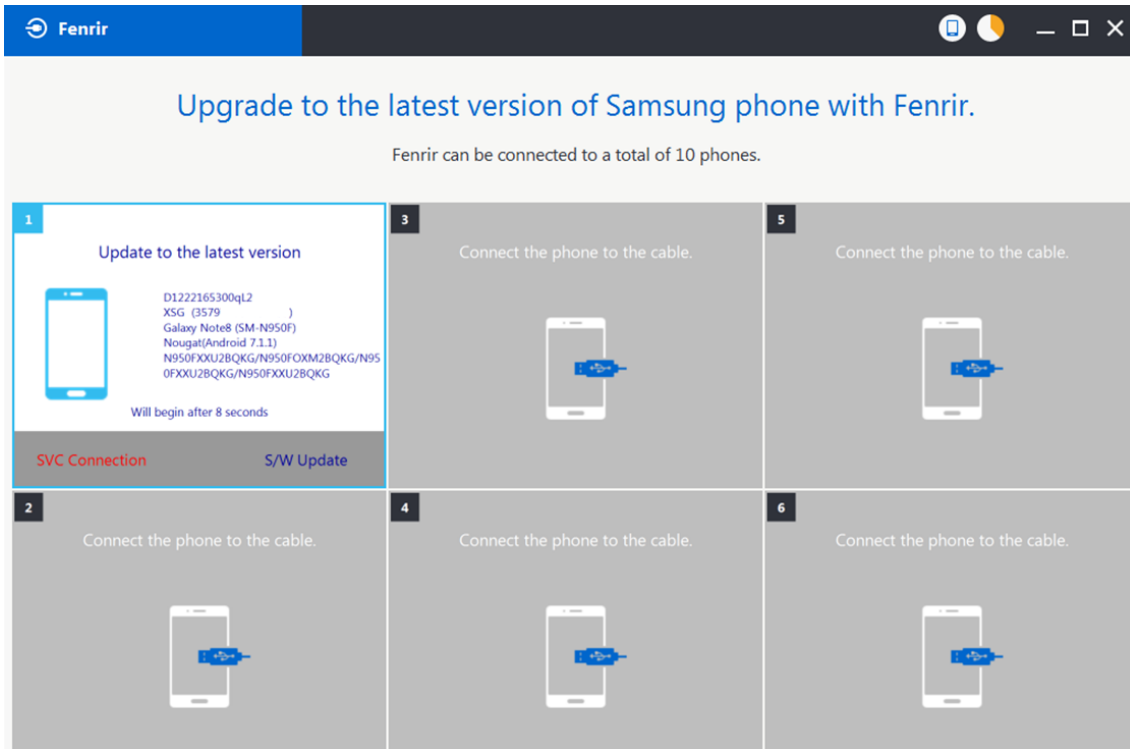 Fenrir
Upgrade to the latest version of Samsung phone with Fenrir.
Fenrir can be connected to a total of 10 phones.
1
Update to the latest version
D1222165300qL2
XSG (3579 )
Galaxy Note8 (SM-N950F)
Nougat(Android 7.1.1)
N950FXXU2BQKG/N950FOXM2BQKG/N95
0FXXU2BQKG/N950FXXU2BQKG
Will begin after 8 seconds
SVC Connection S/W Update
3
Connect the phone to the cable.
5
Connect the phone to the cable.
2
Connect the phone to the cable.
4
Connect the phone to the cable.
6
Connect the phone to the cable.